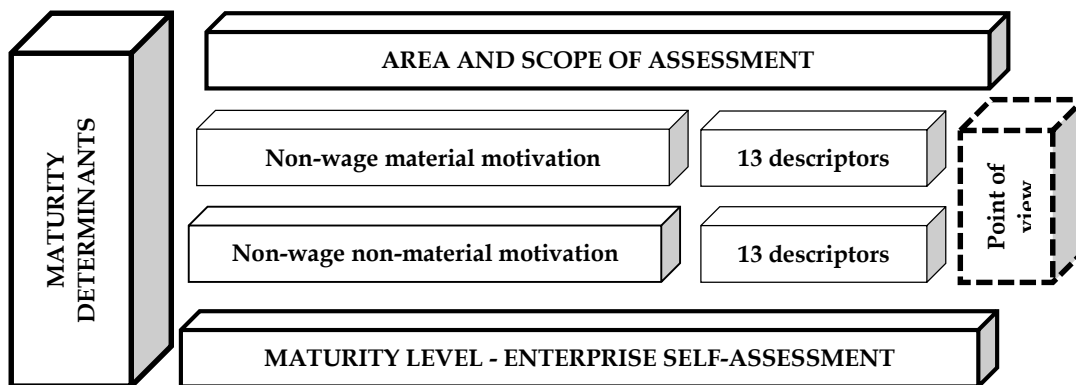 MATURITY
DETERMINANTS
AREA AND SCOPE OF ASSESSMENT
Non-wage material motivation
13 descriptors
Non-wage non-material motivation
13 descriptors
Point of
view
MATURITY LEVEL - ENTERPRISE SELF-ASSESSMENT